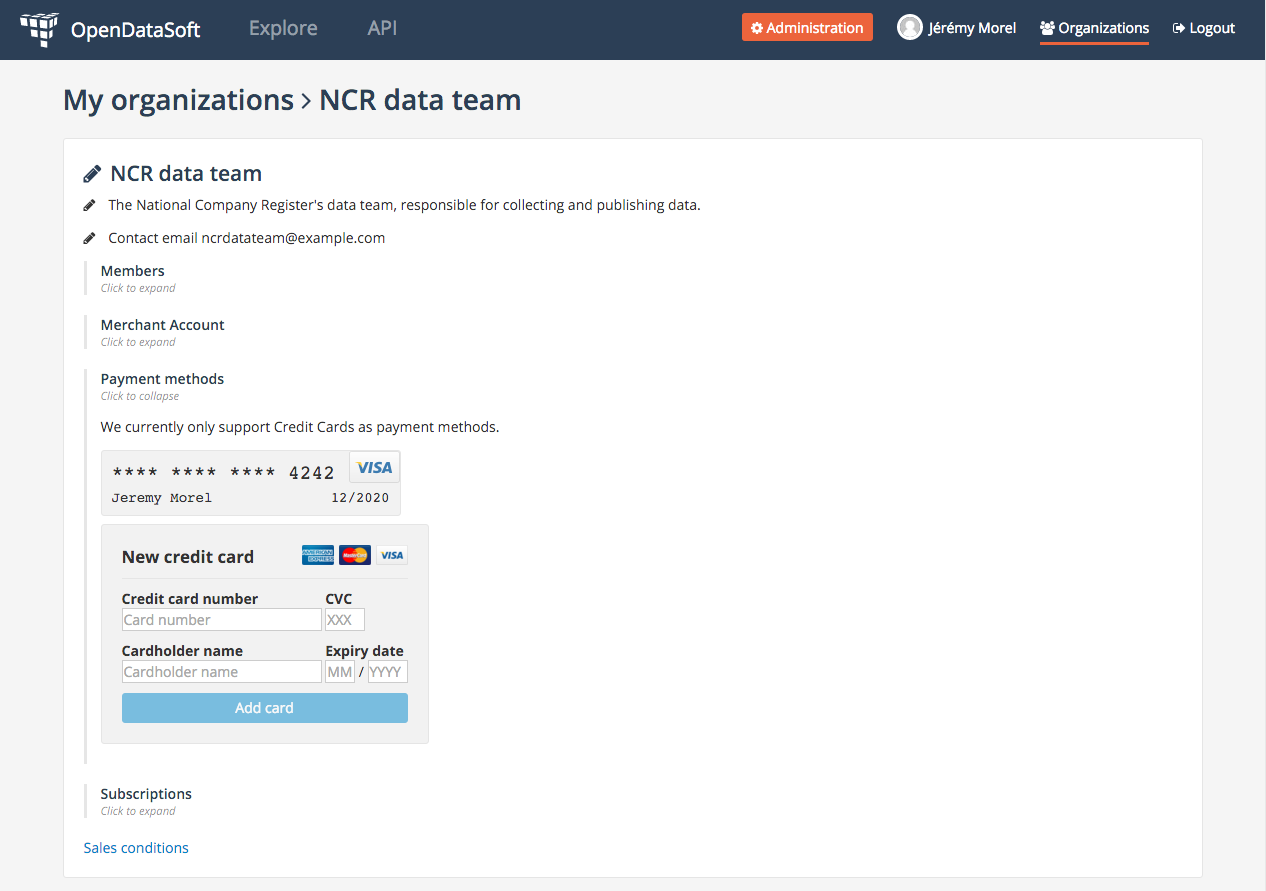 OpenDataSoft Explore API Administration Jérémy Morel Organizations Logout
My organizations > NCR data team
NCR data team
The National Company Register's data team, responsible for collecting and publishing data.
Contact email ncrdatateam@example.com
Members
Click to expand
Merchant Account
Click to expand
Payment methods
Click to collapse
We currently only support Credit Cards as payment methods.
**** **** **** 4242 VISA
Jeremy Morel 12/2020
New credit card AMERICAN EXPRESS MasterCard VISA
Credit card number CVC
Card number XXX
Cardholder name Expiry date
Cardholder name MM / YYYY
Add card
Subscriptions
Click to expand
Sales conditions